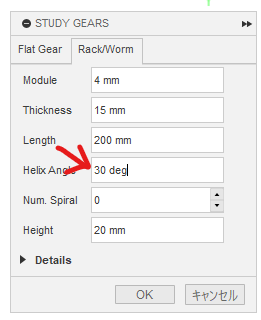 STUDY GEARS
Flat Gear Rack/Worm
Module 4 mm
Thickness 15 mm
Length 200 mm
Helix Angle 30 deg
Num. Spiral 0
Height 20 mm
Details
OK キャンセル